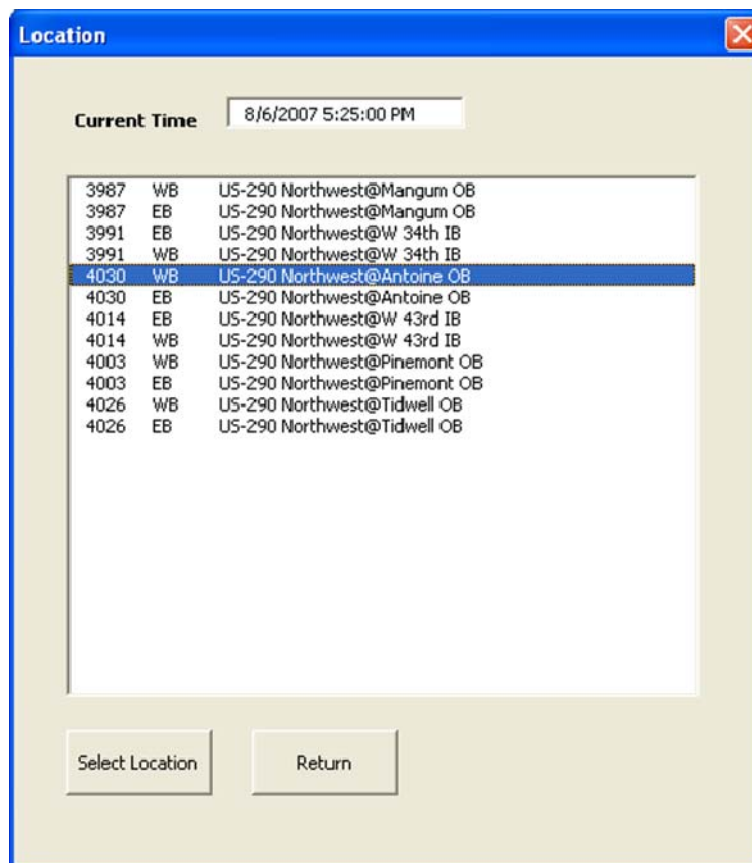 Location
Current Time 8/6/2007 5:25:00 PM
3987 WB US-290 Northwest@Mangum OB
3987 EB US-290 Northwest@Mangum OB
3991 EB US-290 Northwest@W 34th IB
3991 WB US-290 Northwest@W 34th IB
4030 WB US-290 Northwest@Antoine OB
4030 EB US-290 Northwest@Antoine OB
4014 EB US-290 Northwest@W 43rd IB
4014 WB US-290 Northwest@W 43rd IB
4003 WB US-290 Northwest@Pinemont OB
4003 EB US-290 Northwest@Pinemont OB
4026 WB US-290 Northwest@Tidwell OB
4026 EB US-290 Northwest@Tidwell OB
Select Location Return